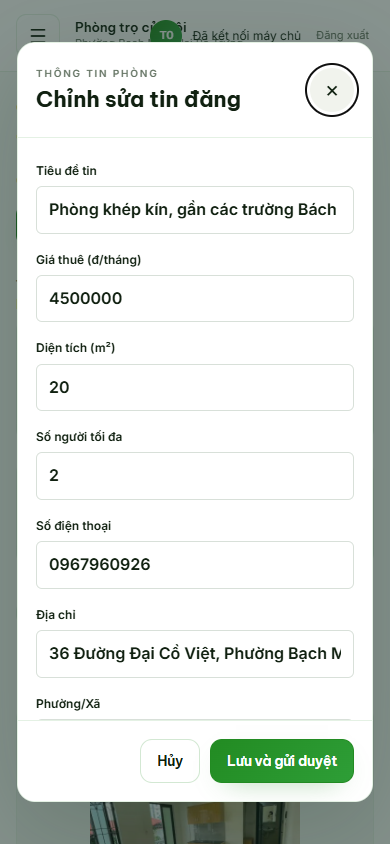 Phòng trọ
TO
Đã kết nối máy chủ
Đăng xuất
THÔNG TIN PHÒNG
Chỉnh sửa tin đăng
×
Tiêu đề tin
Phòng khép kín, gần các trường Bách
Giá thuê (đ/tháng)
4500000
Diện tích (m²)
20
Số người tối đa
2
Số điện thoại
0967960926
Địa chỉ
36 Đường Đại Cồ Việt, Phường Bạch M
Phường/Xã
Hủy
Lưu và gửi duyệt